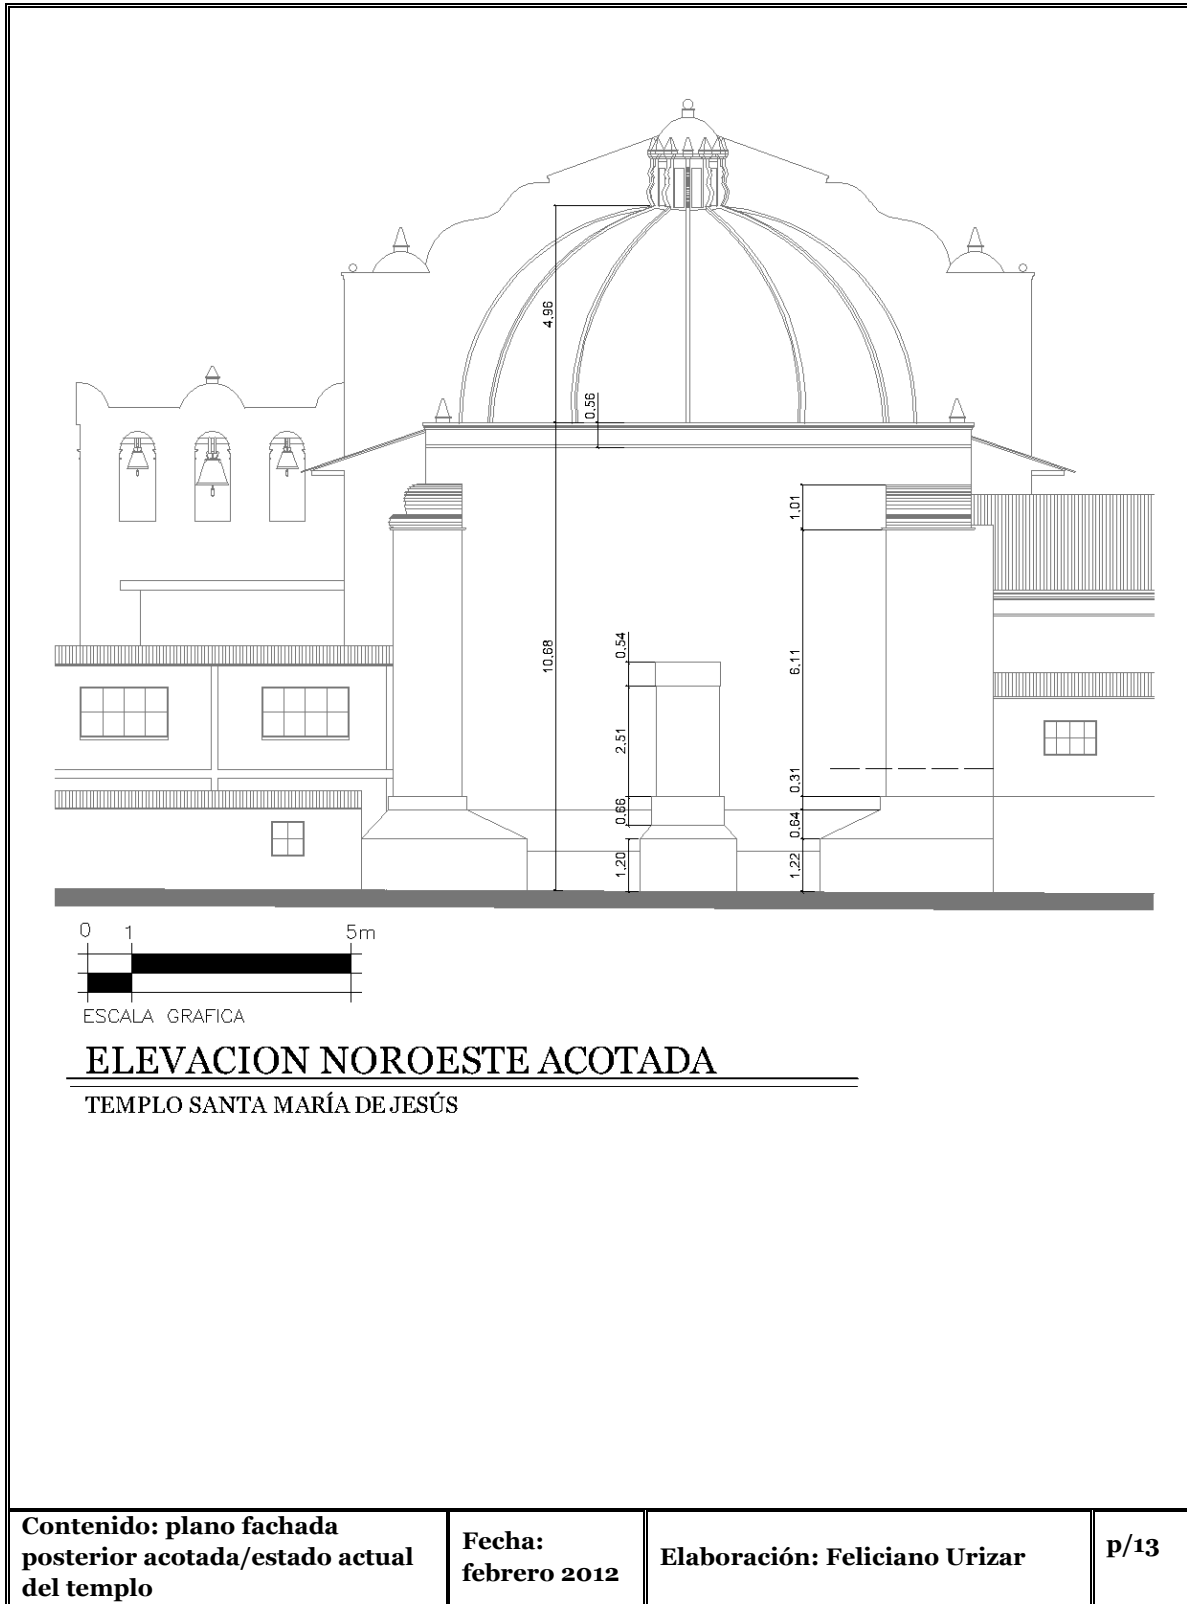 4.96
0.56
1.01
10.68
0.54
6.11
2.51
0.31
0.66
0.64
1.20
1.22
0 1 5m
ESCALA GRAFICA
ELEVACION NOROESTE ACOTADA
TEMPLO SANTA MARÍA DE JESÚS
Contenido: plano fachada
posterior acotada/estado actual
del templo
Fecha:
febrero 2012
Elaboración: Feliciano Urizar
p/13